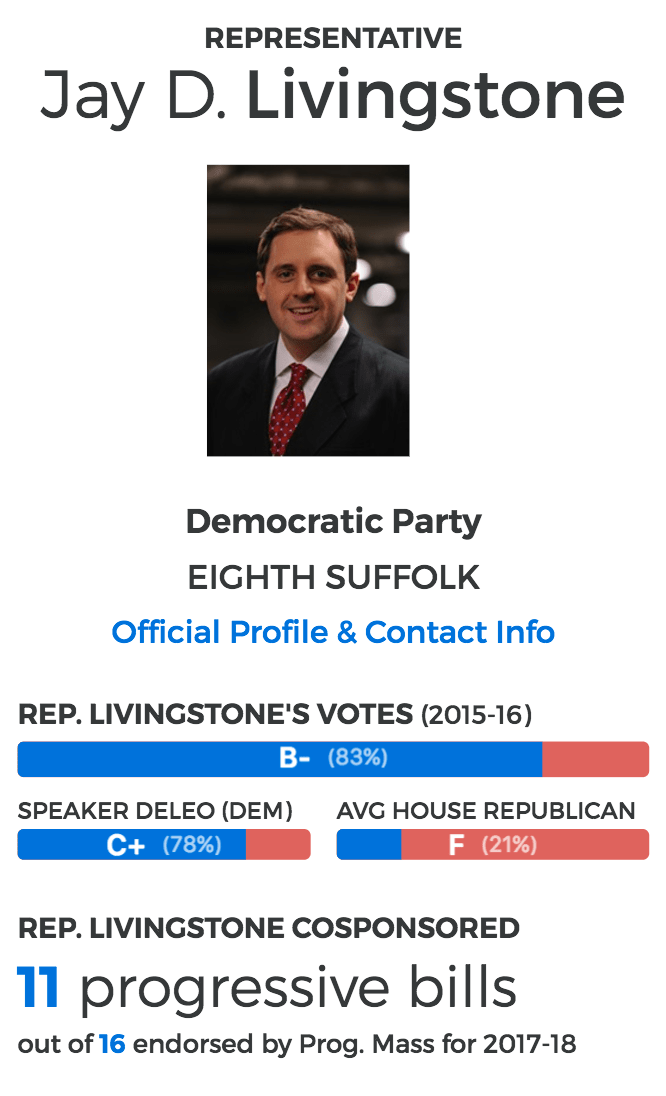 REPRESENTATIVE
Jay D. Livingstone
Democratic Party
EIGHTH SUFFOLK
Official Profile & Contact Info
REP. LIVINGSTONE'S VOTES (2015-16)
B- (83%)
SPEAKER DELEO (DEM)
C+ (78%)
AVG HOUSE REPUBLICAN
F (21%)
REP. LIVINGSTONE COSPONSORED
11 progressive bills
out of 16 endorsed by Prog. Mass for 2017-18